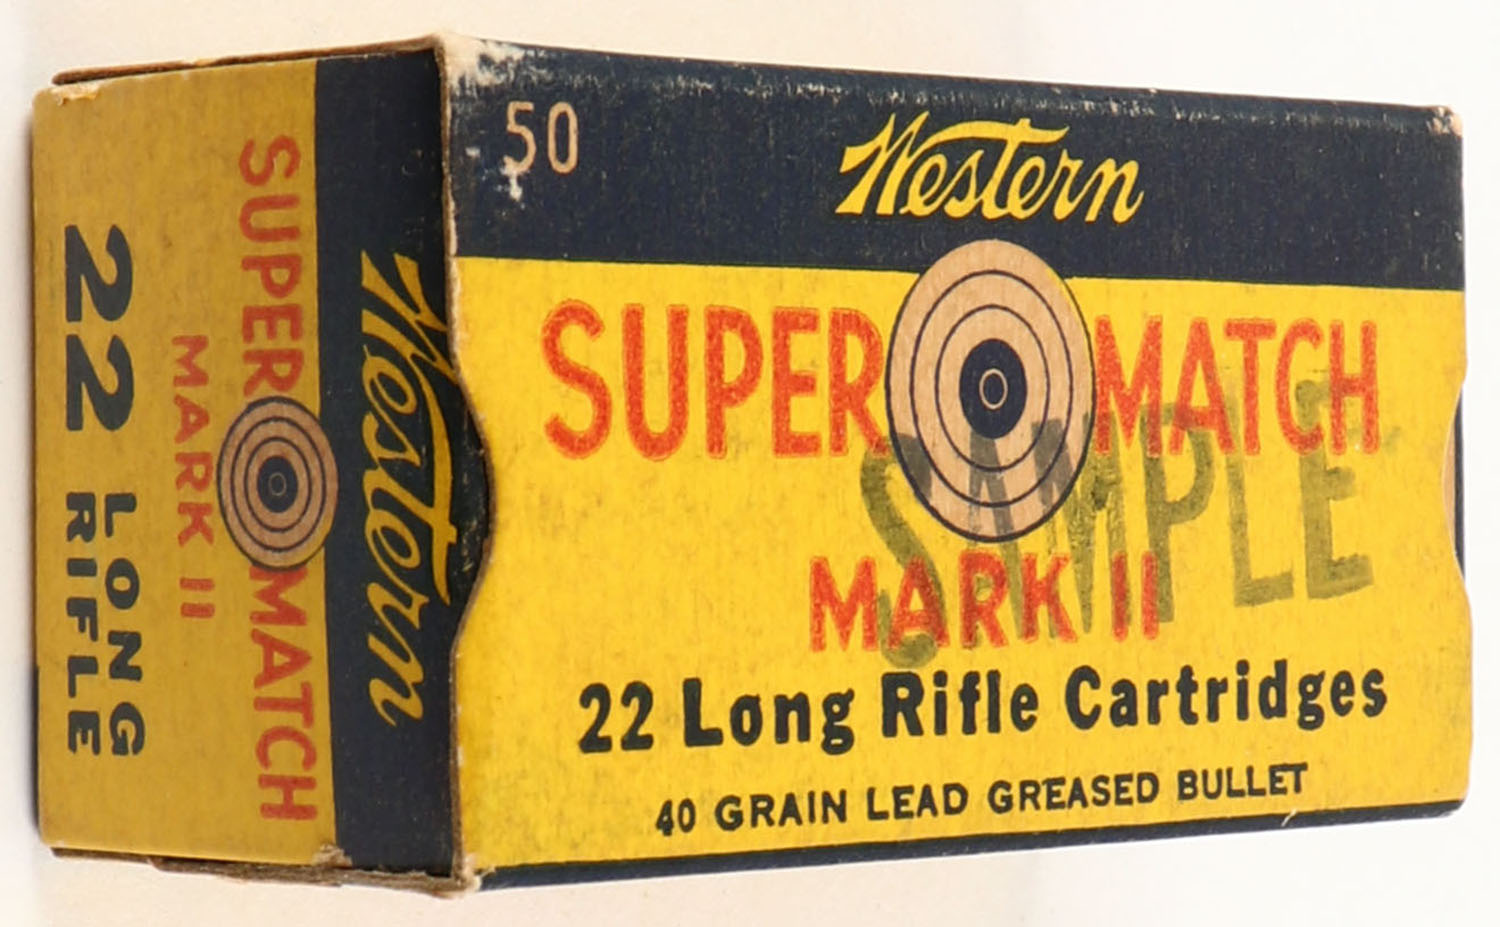 50
Western
SUPER MATCH
SAMPLE
MARK II
22 Long Rifle Cartridges
40 GRAIN LEAD GREASED BULLET
Western
SUPER MATCH
MARK II
22 LONG
RIFLE